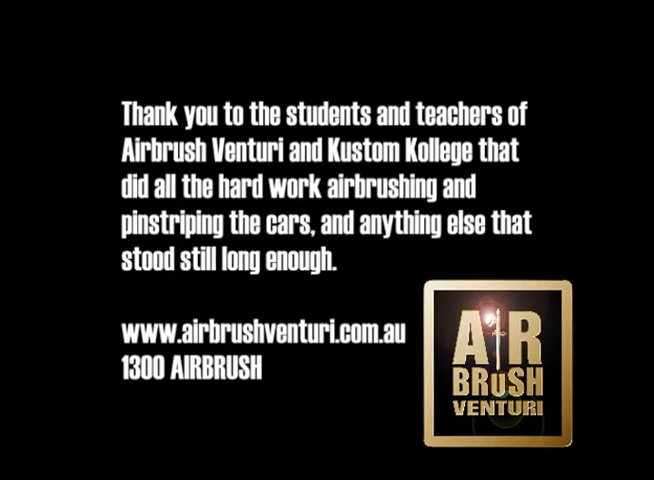 Thank you to the students and teachers of
Airbrush Venturi and Kustom Kollege that
did all the hard work airbrushing and
pinstriping the cars, and anything else that
stood still long enough.
www.airbrushventuri.com.au
1300 AIRBRUSH
AIR
BRUSH
VENTURI